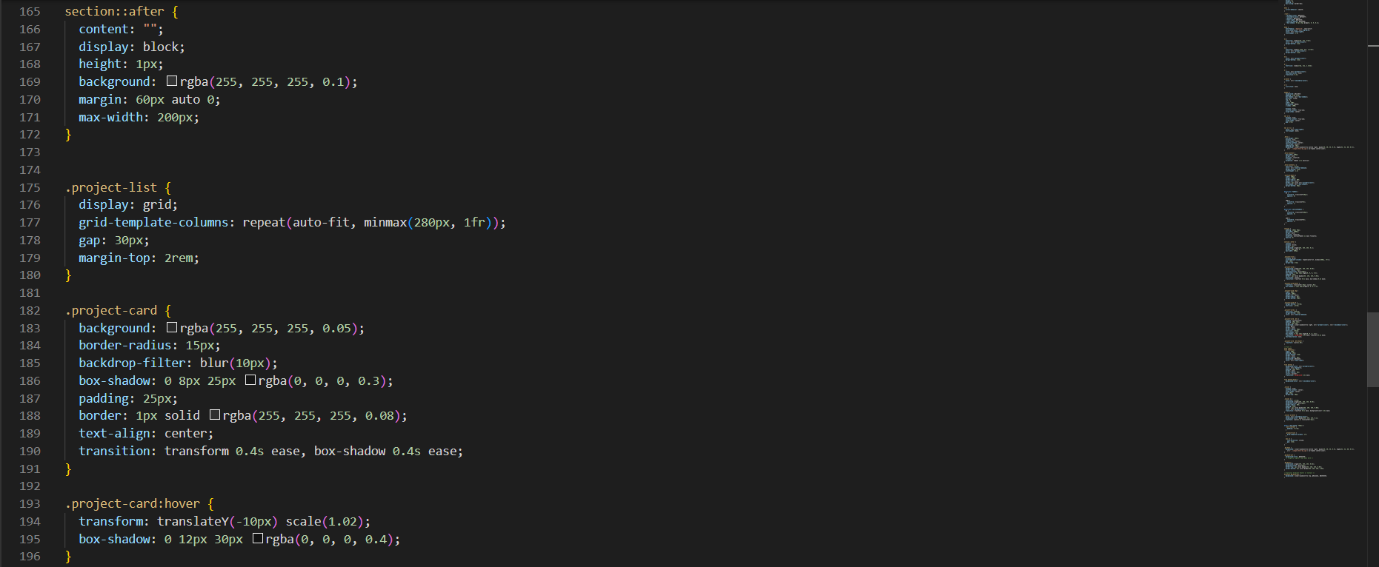 165 section::after {
166 content: "";
167 display: block;
168 height: 1px;
169 background: rgba(255, 255, 255, 0.1);
170 margin: 60px auto 0;
171 max-width: 200px;
172 }
173
174
175 .project-list {
176 display: grid;
177 grid-template-columns: repeat(auto-fit, minmax(280px, 1fr));
178 gap: 30px;
179 margin-top: 2rem;
180 }
181
182 .project-card {
183 background: rgba(255, 255, 255, 0.05);
184 border-radius: 15px;
185 backdrop-filter: blur(10px);
186 box-shadow: 0 8px 25px rgba(0, 0, 0, 0.3);
187 padding: 25px;
188 border: 1px solid rgba(255, 255, 255, 0.08);
189 text-align: center;
190 transition: transform 0.4s ease, box-shadow 0.4s ease;
191 }
192
193 .project-card:hover {
194 transform: translateY(-10px) scale(1.02);
195 box-shadow: 0 12px 30px rgba(0, 0, 0, 0.4);
196 }